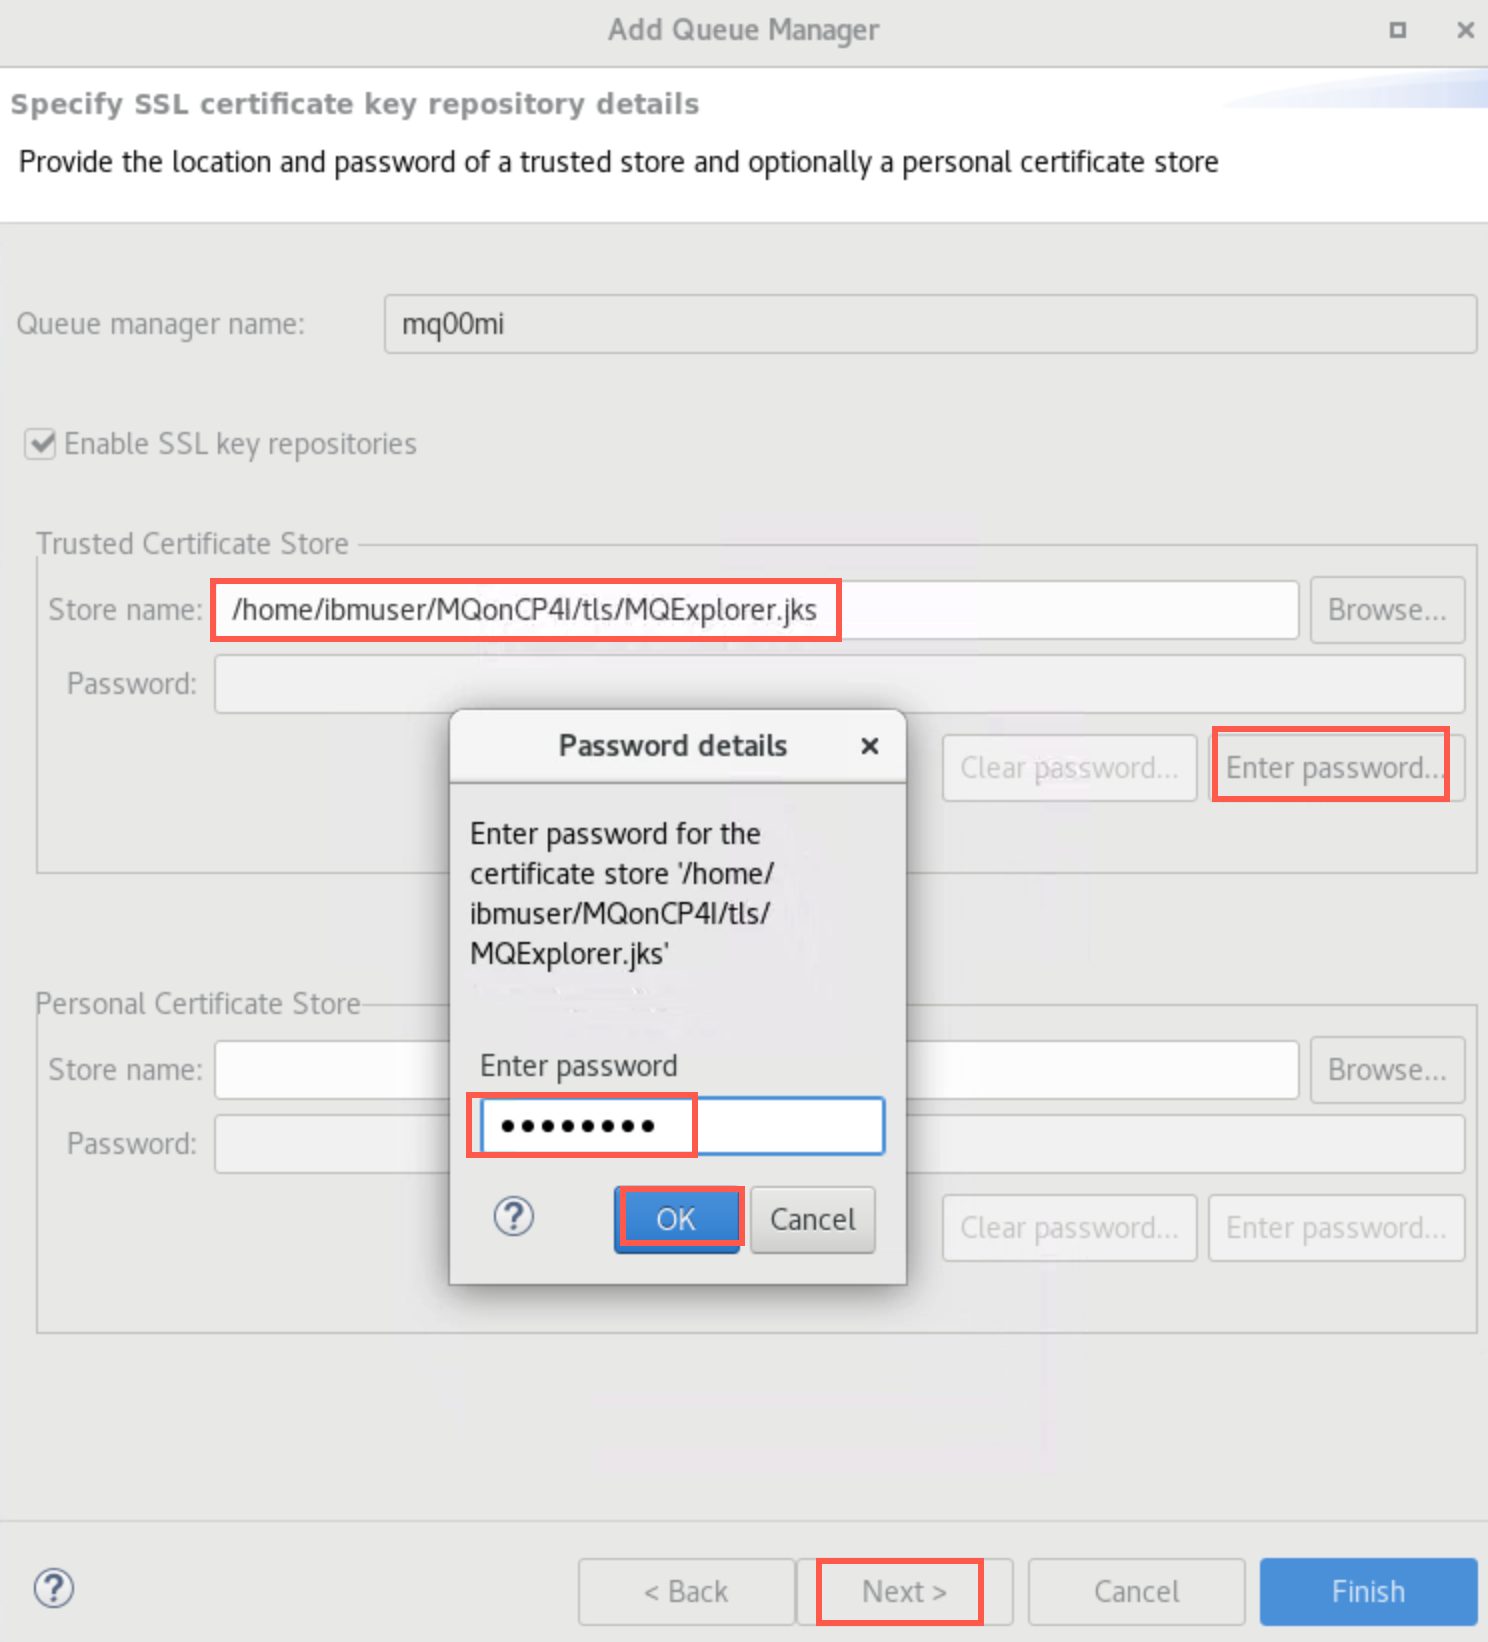 Add Queue Manager
Specify SSL certificate key repository details
Provide the location and password of a trusted store and optionally a personal certificate store
Queue manager name: mq00mi
Enable SSL key repositories
Trusted Certificate Store
Store name: /home/ibmuser/MQonCP4I/tls/MQExplorer.jks Browse...
Password:
Clear password... Enter password...
Password details
Enter password for the
certificate store '/home/
ibmuser/MQonCP4I/tls/
MQExplorer.jks'
Enter password
••••••••
? OK Cancel
Personal Certificate Store
Store name: Browse...
Password:
Clear password... Enter password...
? < Back Next > Cancel Finish